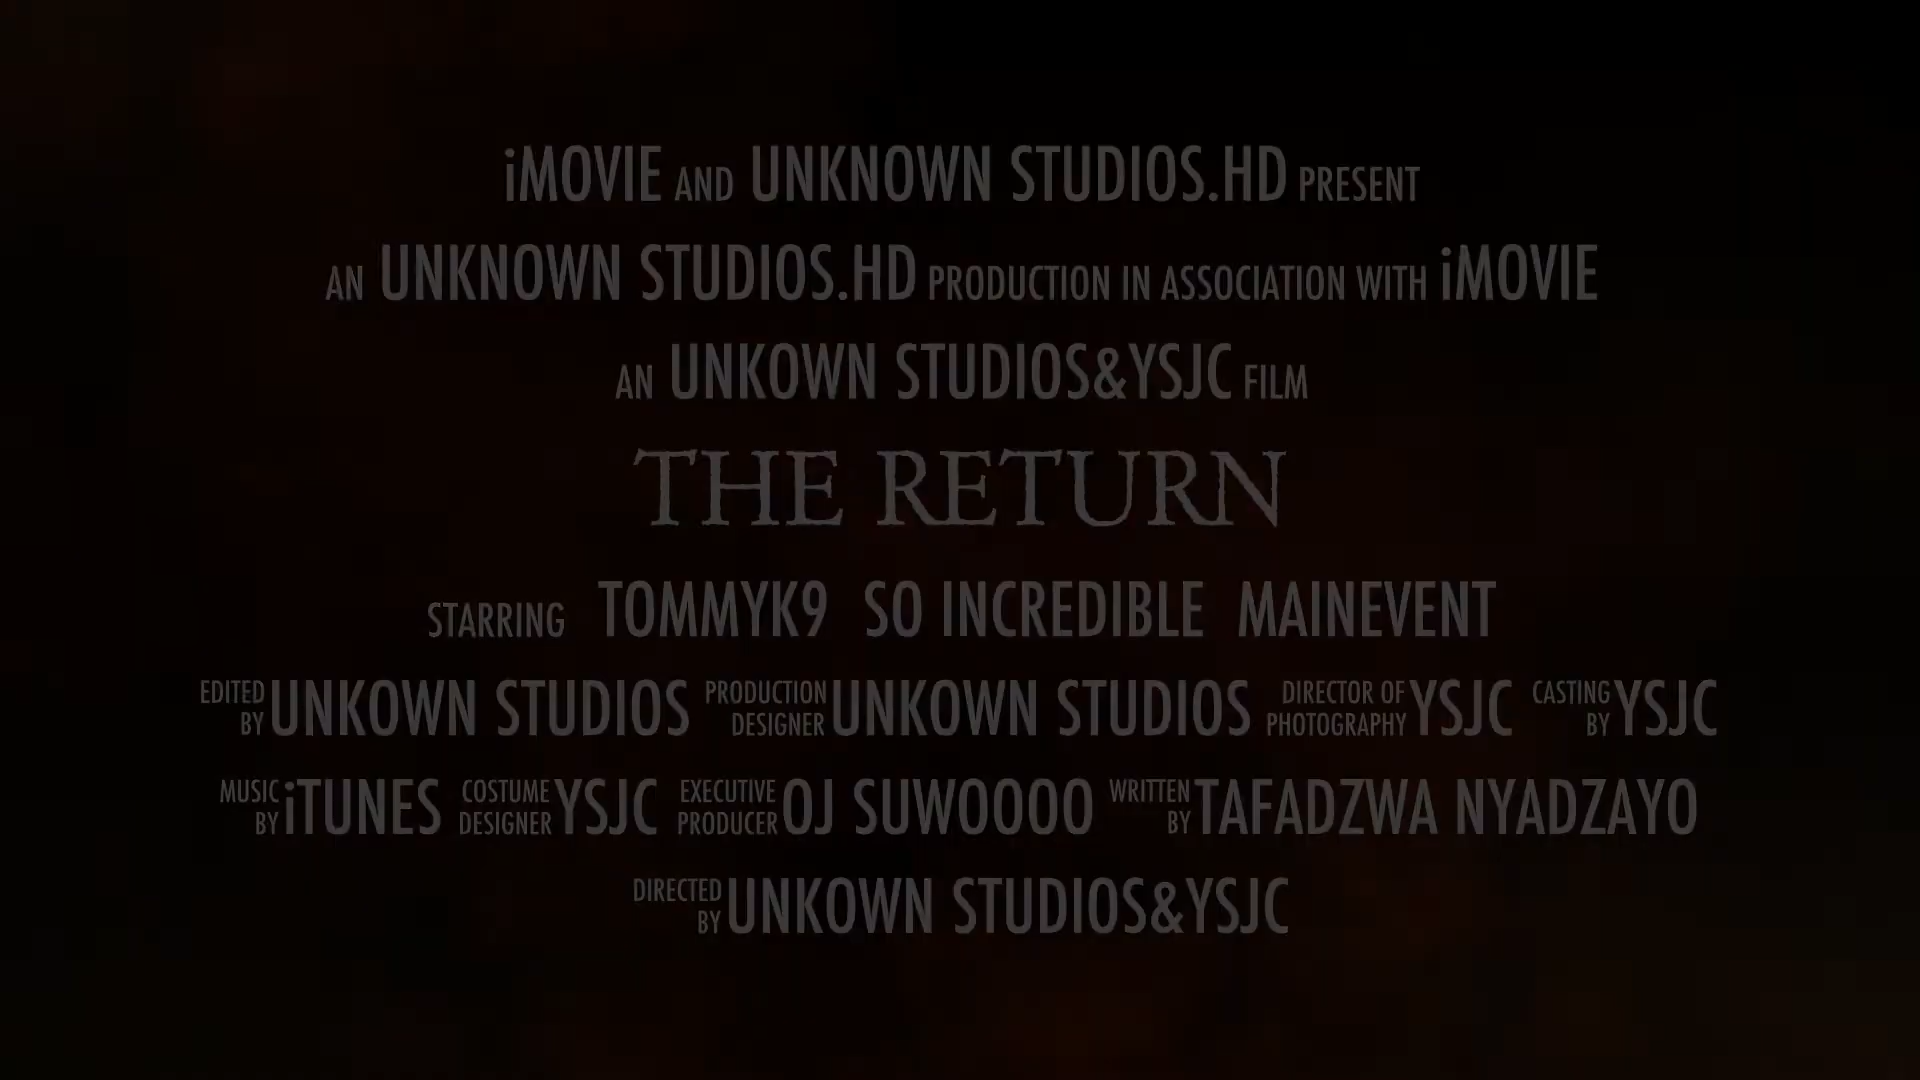 iMOVIE AND UNKNOWN STUDIOS.HD PRESENT
AN UNKNOWN STUDIOS.HD PRODUCTION IN ASSOCIATION WITH iMOVIE
AN UNKOWN STUDIOS&YSJC FILM
THE RETURN
STARRING TOMMYK9 SO INCREDIBLE MAINEVENT
EDITED BY UNKOWN STUDIOS PRODUCTION DESIGNER UNKOWN STUDIOS DIRECTOR OF PHOTOGRAPHY YSJC CASTING BY YSJC
MUSIC BY iTUNES COSTUME DESIGNER YSJC EXECUTIVE PRODUCER OJ SUWOOOO WRITTEN BY TAFADZWA NYADZAYO
DIRECTED BY UNKOWN STUDIOS&YSJC